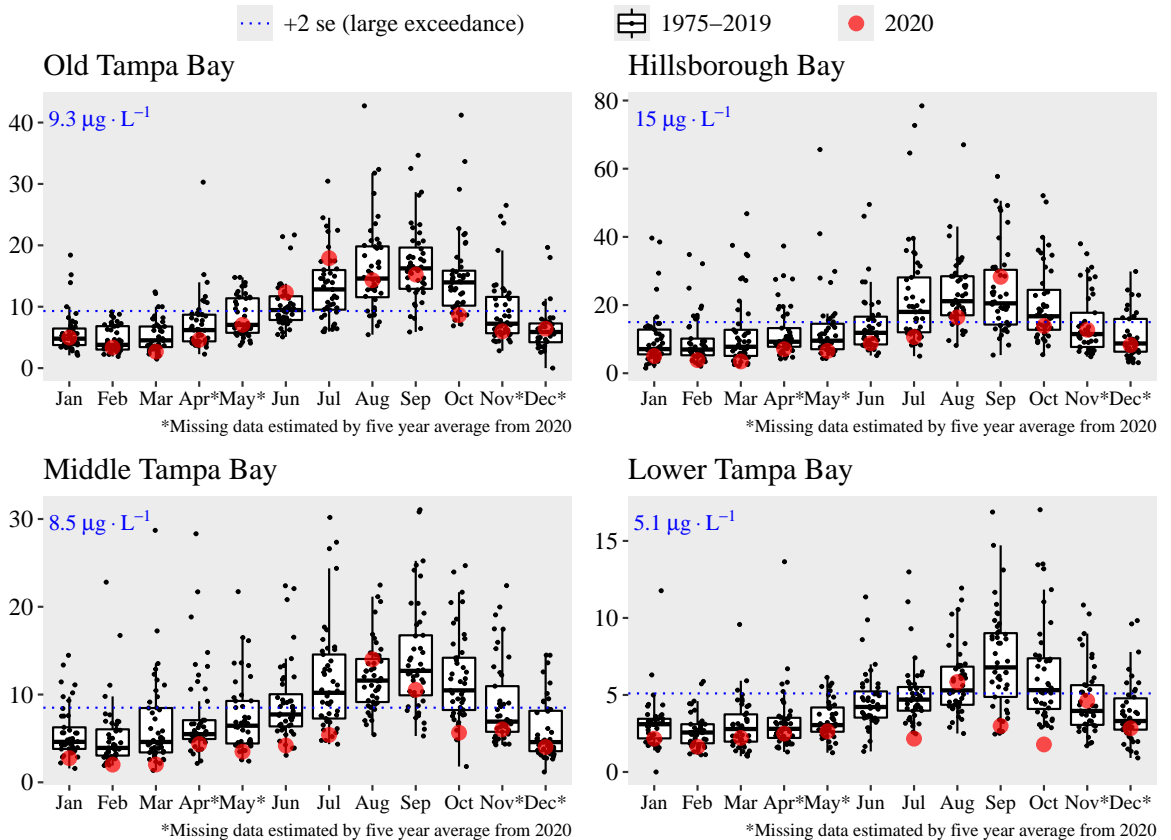 +2 se (large exceedance) 1975–2019 2020
Old Tampa Bay
9.3 μg · L⁻¹
40
30
20
10
0
Jan Feb Mar Apr* May* Jun Jul Aug Sep Oct Nov* Dec*
*Missing data estimated by five year average from 2020
Hillsborough Bay
15 μg · L⁻¹
80
60
40
20
0
Jan Feb Mar Apr* May* Jun Jul Aug Sep Oct Nov* Dec*
*Missing data estimated by five year average from 2020
Middle Tampa Bay
8.5 μg · L⁻¹
30
20
10
0
Jan Feb Mar Apr* May* Jun Jul Aug Sep Oct Nov* Dec*
*Missing data estimated by five year average from 2020
Lower Tampa Bay
5.1 μg · L⁻¹
15
10
5
0
Jan Feb Mar Apr* May* Jun Jul Aug Sep Oct Nov* Dec*
*Missing data estimated by five year average from 2020